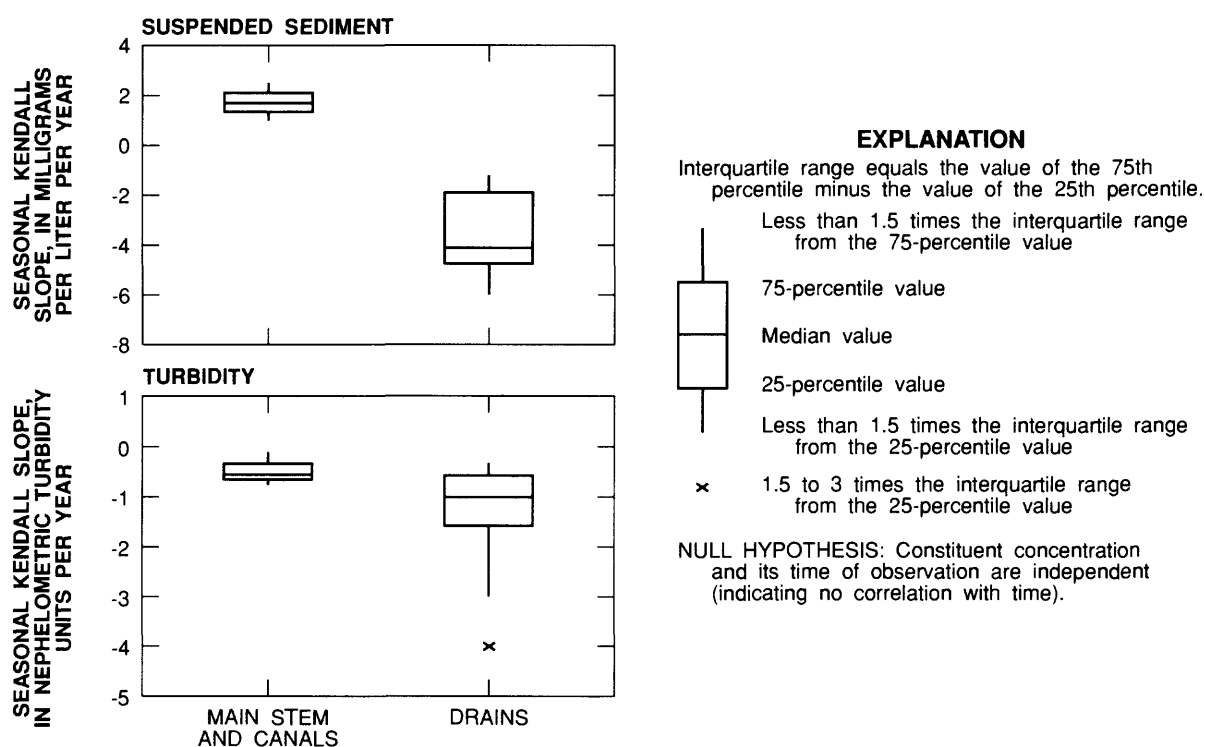 SUSPENDED SEDIMENT
SEASONAL KENDALL
SLOPE, IN MILLIGRAMS
PER LITER PER YEAR
4
2
0
-2
-4
-6
-8
TURBIDITY
SEASONAL KENDALL SLOPE,
IN NEPHELOMETRIC TURBIDITY
UNITS PER YEAR
1
0
-1
-2
-3
-4
-5
MAIN STEM
AND CANALS
DRAINS
EXPLANATION
Interquartile range equals the value of the 75th
percentile minus the value of the 25th percentile.
Less than 1.5 times the interquartile range
from the 75-percentile value
75-percentile value
Median value
25-percentile value
Less than 1.5 times the interquartile range
from the 25-percentile value
× 1.5 to 3 times the interquartile range
from the 25-percentile value
NULL HYPOTHESIS: Constituent concentration
and its time of observation are independent
(indicating no correlation with time).